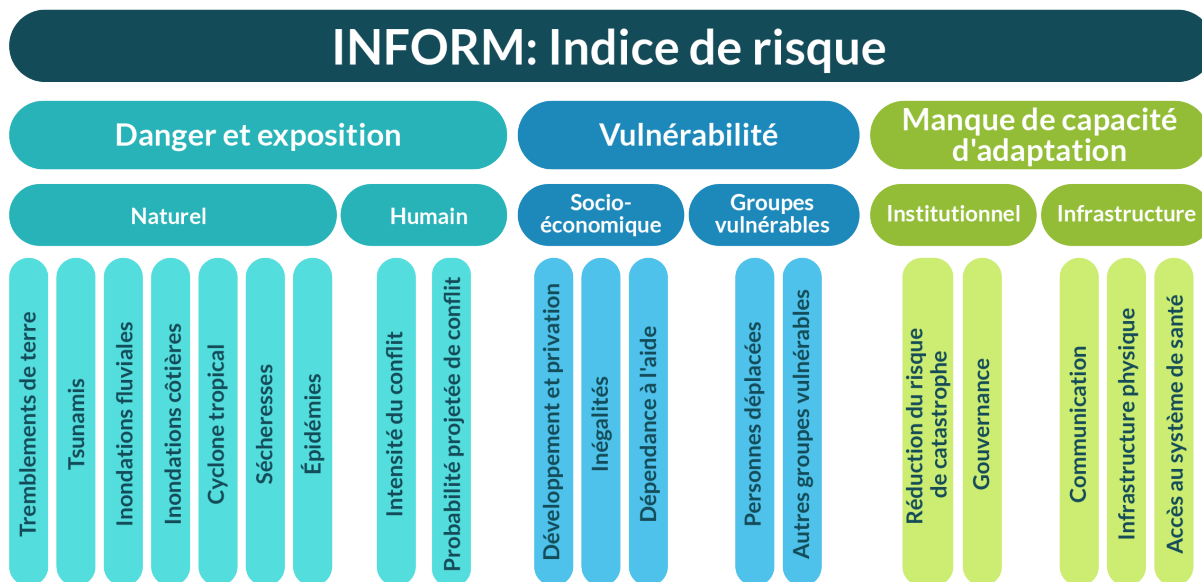 INFORM: Indice de risque
Danger et exposition
Vulnérabilité
Manque de capacité
d'adaptation
Naturel
Humain
Socio-
économique
Groupes
vulnérables
Institutionnel
Infrastructure
Tremblements de terre
Tsunamis
Inondations fluviales
Inondations côtières
Cyclone tropical
Sécheresses
Épidémies
Intensité du conflit
Probabilité projetée de conflit
Développement et privation
Inégalités
Dépendance à l'aide
Personnes déplacées
Autres groupes vulnérables
Réduction du risque
de catastrophe
Gouvernance
Communication
Infrastructure physique
Accès au système de santé